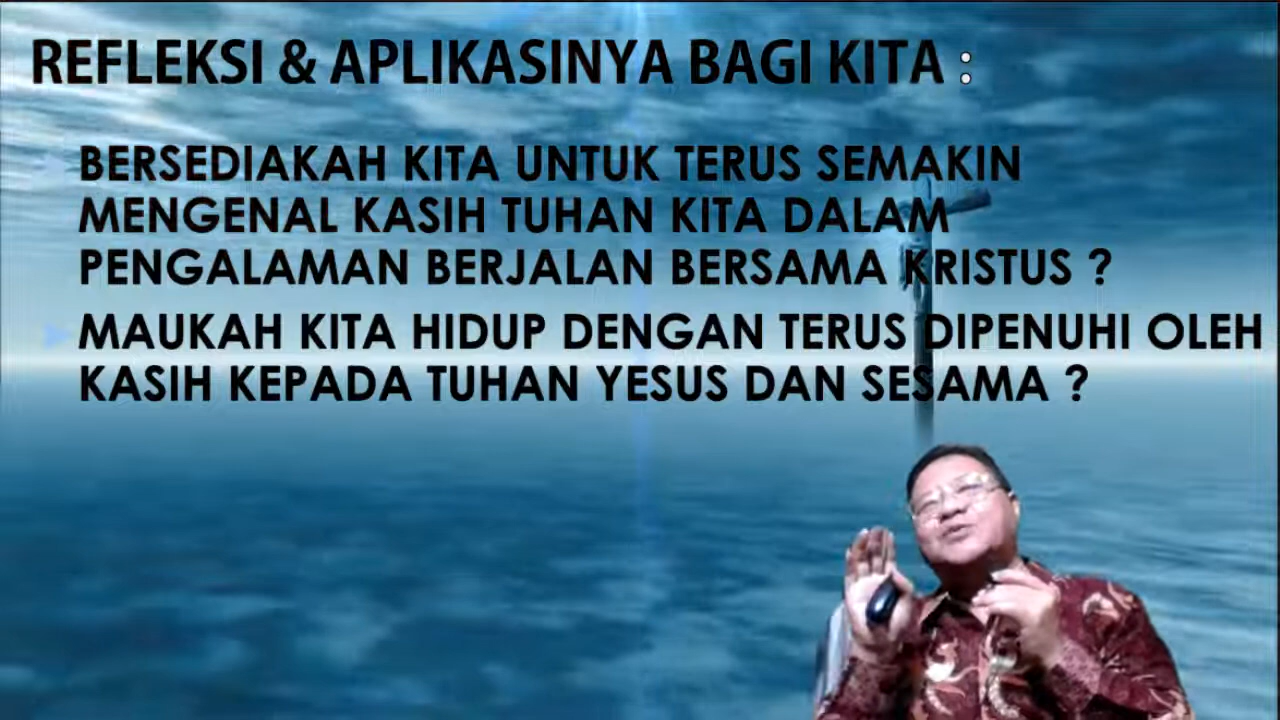 REFLEKSI & APLIKASINYA BAGI KITA :
BERSEDIAKAH KITA UNTUK TERUS SEMAKIN
MENGENAL KASIH TUHAN KITA DALAM
PENGALAMAN BERJALAN BERSAMA KRISTUS ?
MAUKAH KITA HIDUP DENGAN TERUS DIPENUHI OLEH
KASIH KEPADA TUHAN YESUS DAN SESAMA ?